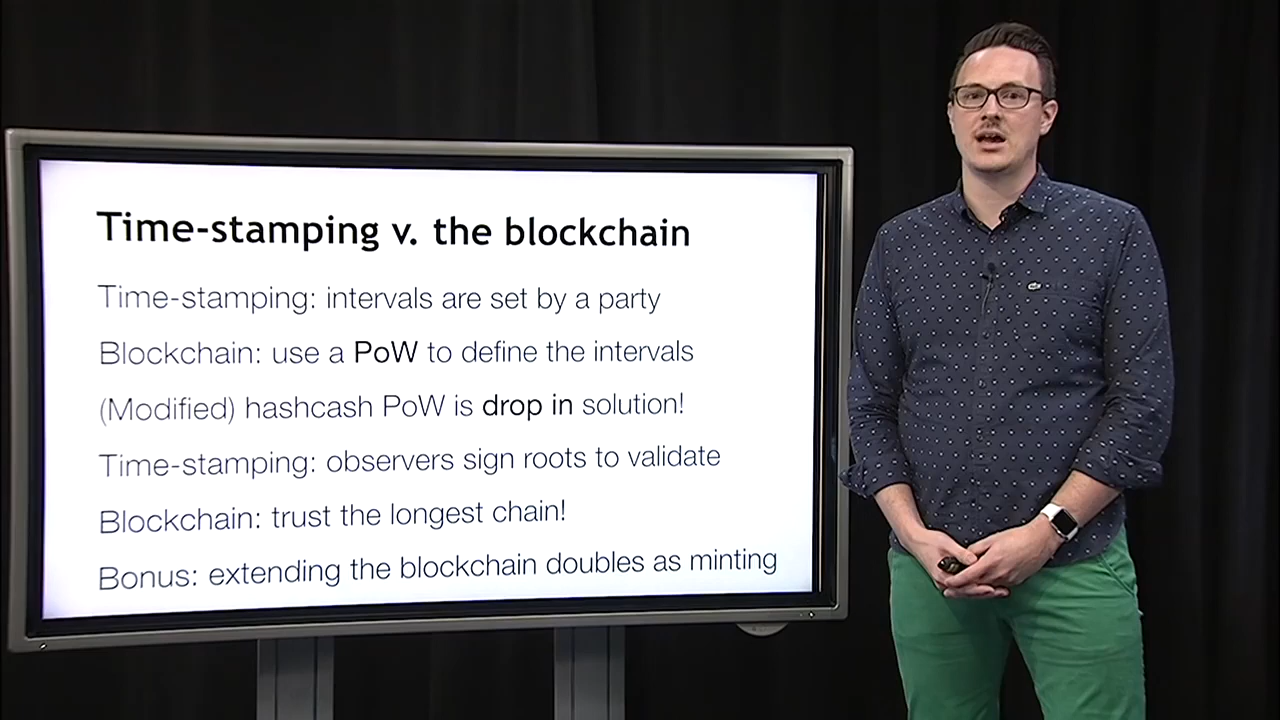 Time-stamping v. the blockchain
Time-stamping: intervals are set by a party
Blockchain: use a PoW to define the intervals
(Modified) hashcash PoW is drop in solution!
Time-stamping: observers sign roots to validate
Blockchain: trust the longest chain!
Bonus: extending the blockchain doubles as minting